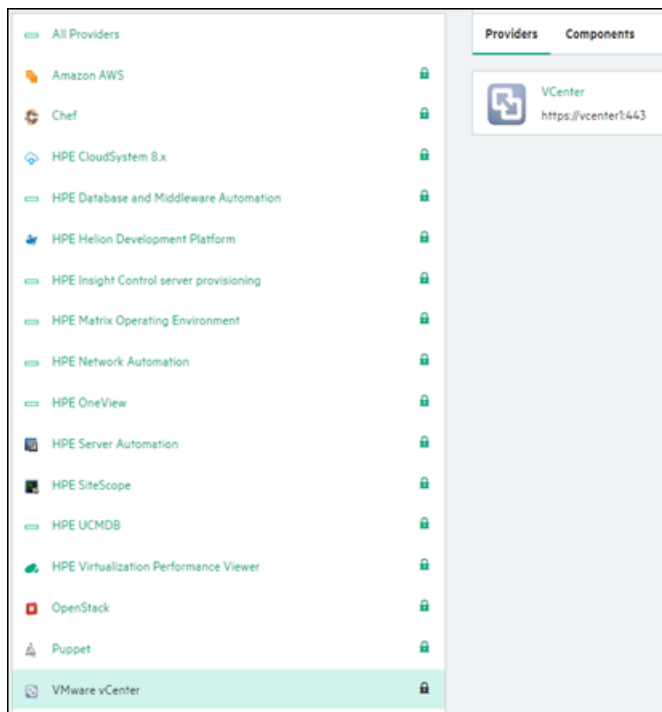 All Providers
Amazon AWS
Chef
HPE CloudSystem 8.x
HPE Database and Middleware Automation
HPE Helion Development Platform
HPE Insight Control server provisioning
HPE Matrix Operating Environment
HPE Network Automation
HPE OneView
HPE Server Automation
HPE SiteScope
HPE UCMDB
HPE Virtualization Performance Viewer
OpenStack
Puppet
VMware vCenter
Providers Components
VCenter
https://vcenter1:443